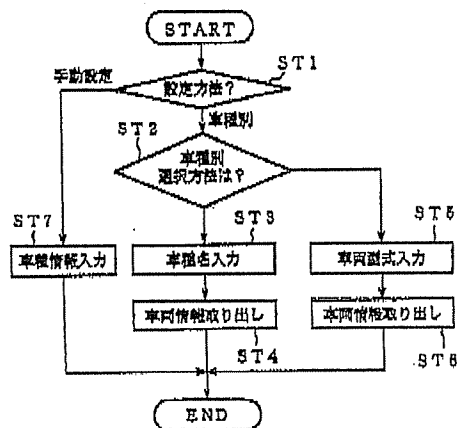 START
ST1
手動設定
設定方法?
車種別
ST2
車種別
選択方法は?
ST7
ST3
ST5
車種情報入力
車種名入力
車両型式入力
車両情報取り出し
車両情報取り出し
ST4
ST6
END